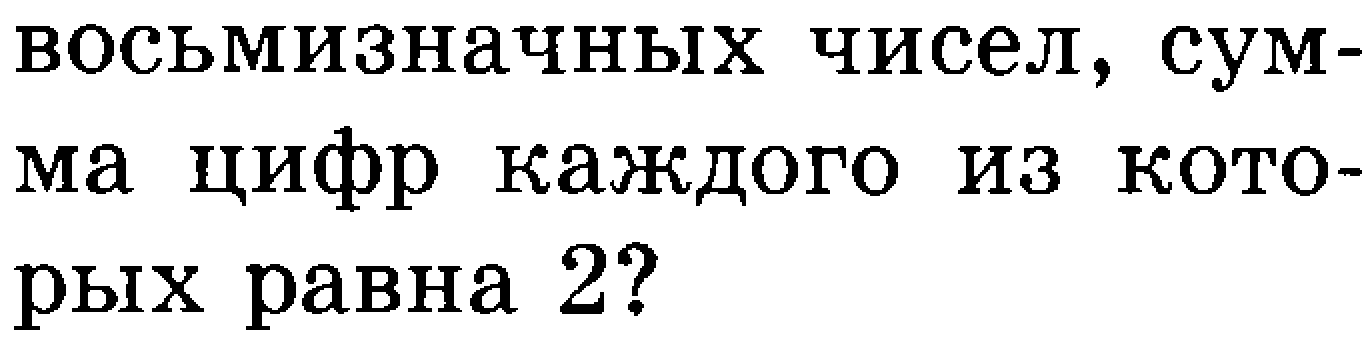 восьмизначных чисел, сум-
ма цифр каждого из кото-
рых равна 2?